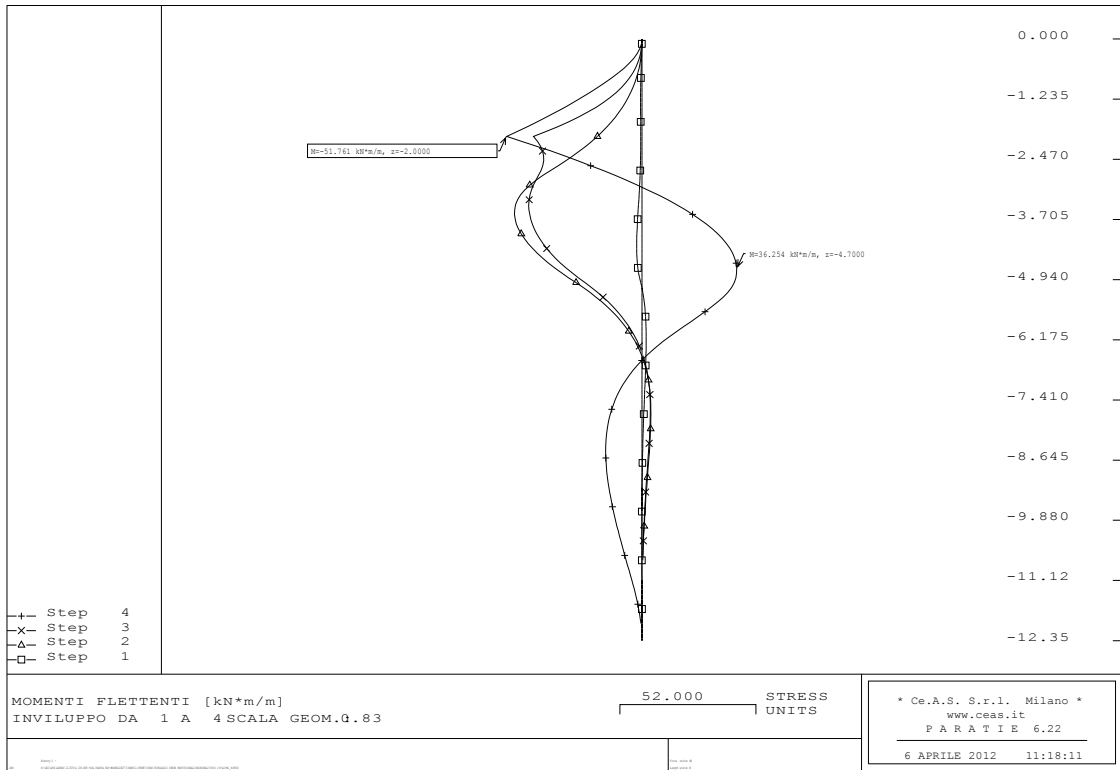 0.000
-1.235
M=-51.761 kN*m/m, z=-2.0000
-2.470
-3.705
M=36.254 kN*m/m, z=-4.7000
-4.940
-6.175
-7.410
-8.645
-9.880
-11.12
-12.35
Step 4
Step 3
Step 2
Step 1
MOMENTI FLETTENTI [kN*m/m]
INVILUPPO DA 1 A 4 SCALA GEOM. 83
52.000 STRESS
UNITS
* Ce.A.S. S.r.l. Milano *
www.ceas.it
P A R A T I E 6.22
6 APRILE 2012 11:18:11